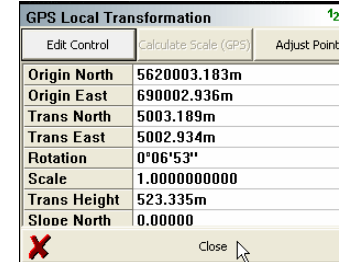 GPS Local Transformation
Edit Control Calculate Scale (GPS) Adjust Point
Origin North 5620003.183m
Origin East 690002.936m
Trans North 5003.189m
Trans East 5002.934m
Rotation 0°06'53"
Scale 1.0000000000
Trans Height 523.335m
Slope North 0.00000
Close